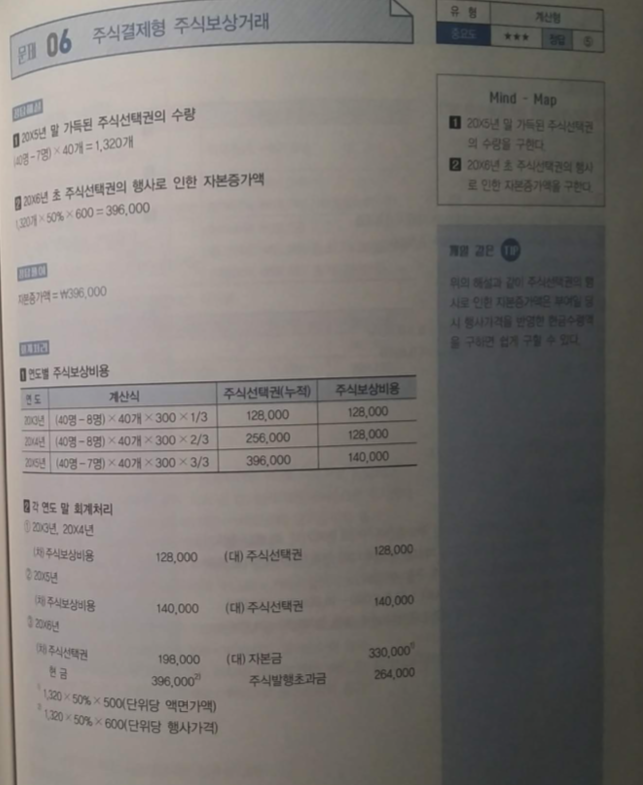 문제 06 주식결제형 주식보상거래
유 형 계산형
중요도 ★★★ 정답 ⑤
정답해설
1 20X5년 말 가득된 주식선택권의 수량
(40명－7명) × 40개 = 1,320개
2 20X6년 초 주식선택권의 행사로 인한 자본증가액
1,320개 × 50% × 600 = 396,000
자본증가액 = ₩396,000
회계처리
1 연도별 주식보상비용
연 도 계산식 주식선택권(누적) 주식보상비용
20X3년 (40명－8명) × 40개 × 300 × 1/3 128,000 128,000
20X4년 (40명－8명) × 40개 × 300 × 2/3 256,000 128,000
20X5년 (40명－7명) × 40개 × 300 × 3/3 396,000 140,000
2 각 연도 말 회계처리
① 20X3년, 20X4년
(차) 주식보상비용 128,000 (대) 주식선택권 128,000
② 20X5년
(차) 주식보상비용 140,000 (대) 주식선택권 140,000
③ 20X6년
(차) 주식선택권 198,000 (대) 자본금 330,000¹⁾
현 금 396,000²⁾ 주식발행초과금 264,000
¹⁾ 1,320 × 50% × 500(단위당 액면가액)
²⁾ 1,320 × 50% × 600(단위당 행사가격)
Mind - Map
1 20X5년 말 가득된 주식선택권
의 수량을 구한다.
2 20X6년 초 주식선택권의 행사
로 인한 자본증가액을 구한다.
깨알 같은 TIP
위의 해설과 같이 주식선택권의 행
사로 인한 자본증가액은 부여일 당
시 행사가격을 반영한 현금수령액
을 구하면 쉽게 구할 수 있다.